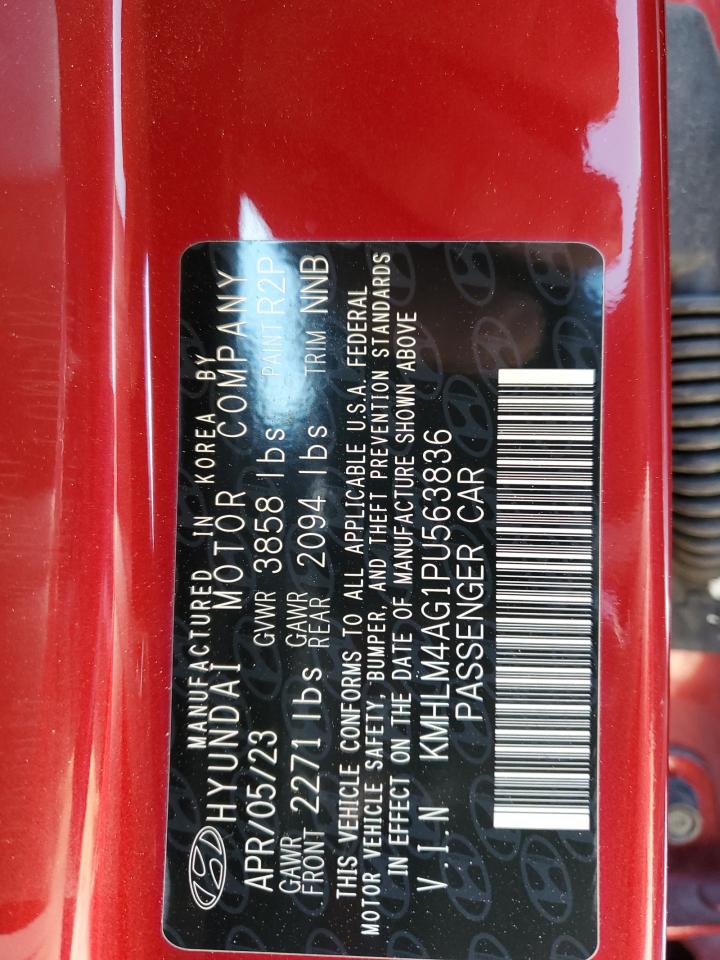 MANUFACTURED IN KOREA BY
HYUNDAI MOTOR COMPANY
APR/05/23 GVWR 3858 lbs PAINT R2P
GAWR FRONT 2271 lbs GAWR REAR 2094 lbs TRIM NNB
THIS VEHICLE CONFORMS TO ALL APPLICABLE U.S.A. FEDERAL
MOTOR VEHICLE SAFETY, BUMPER, AND THEFT PREVENTION STANDARDS
IN EFFECT ON THE DATE OF MANUFACTURE SHOWN ABOVE
V.I.N KMHLM4AG1PU563836
PASSENGER CAR